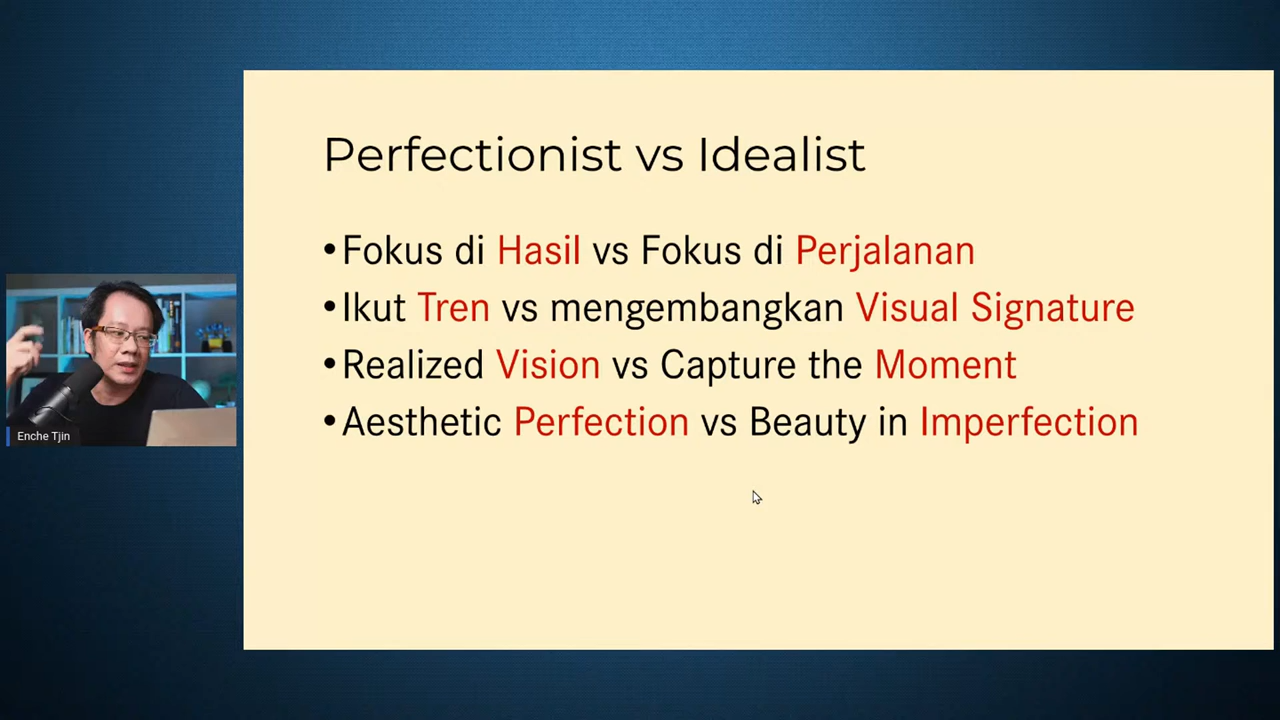 Perfectionist vs Idealist
•Fokus di Hasil vs Fokus di Perjalanan
•Ikut Tren vs mengembangkan Visual Signature
•Realized Vision vs Capture the Moment
•Aesthetic Perfection vs Beauty in Imperfection
Enche Tjin